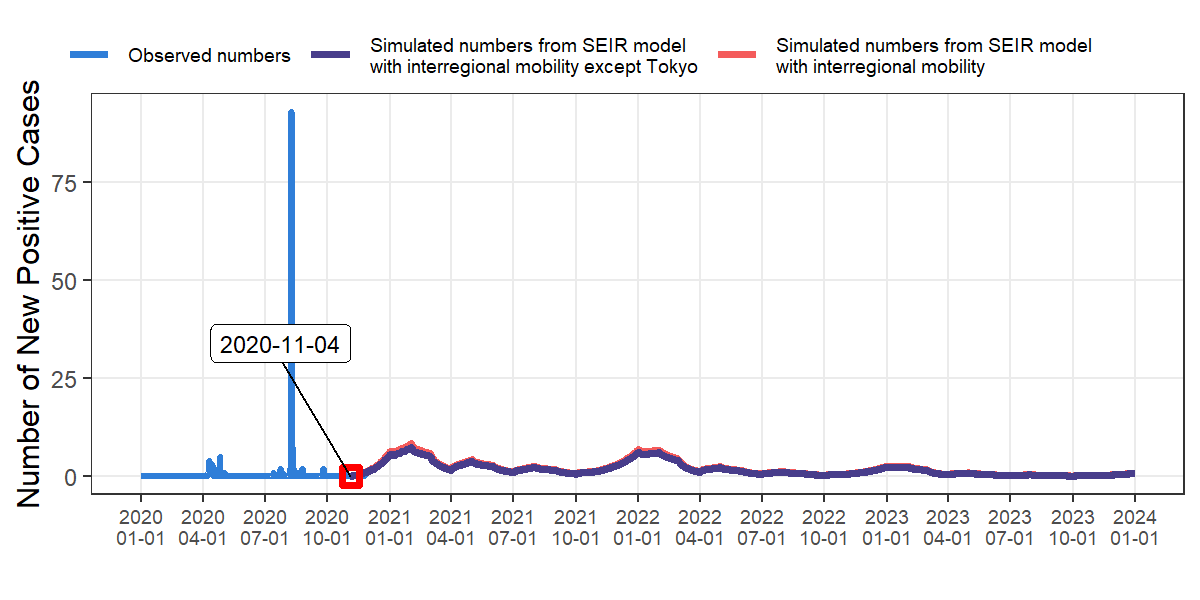 Observed numbers
Simulated numbers from SEIR model
with interregional mobility except Tokyo
Simulated numbers from SEIR model
with interregional mobility
Number of New Positive Cases
75
50
25
0
2020-11-04
2020 2020 2020 2020 2021 2021 2021 2021 2022 2022 2022 2022 2023 2023 2023 2023 2024
01-01 04-01 07-01 10-01 01-01 04-01 07-01 10-01 01-01 04-01 07-01 10-01 01-01 04-01 07-01 10-01 01-01